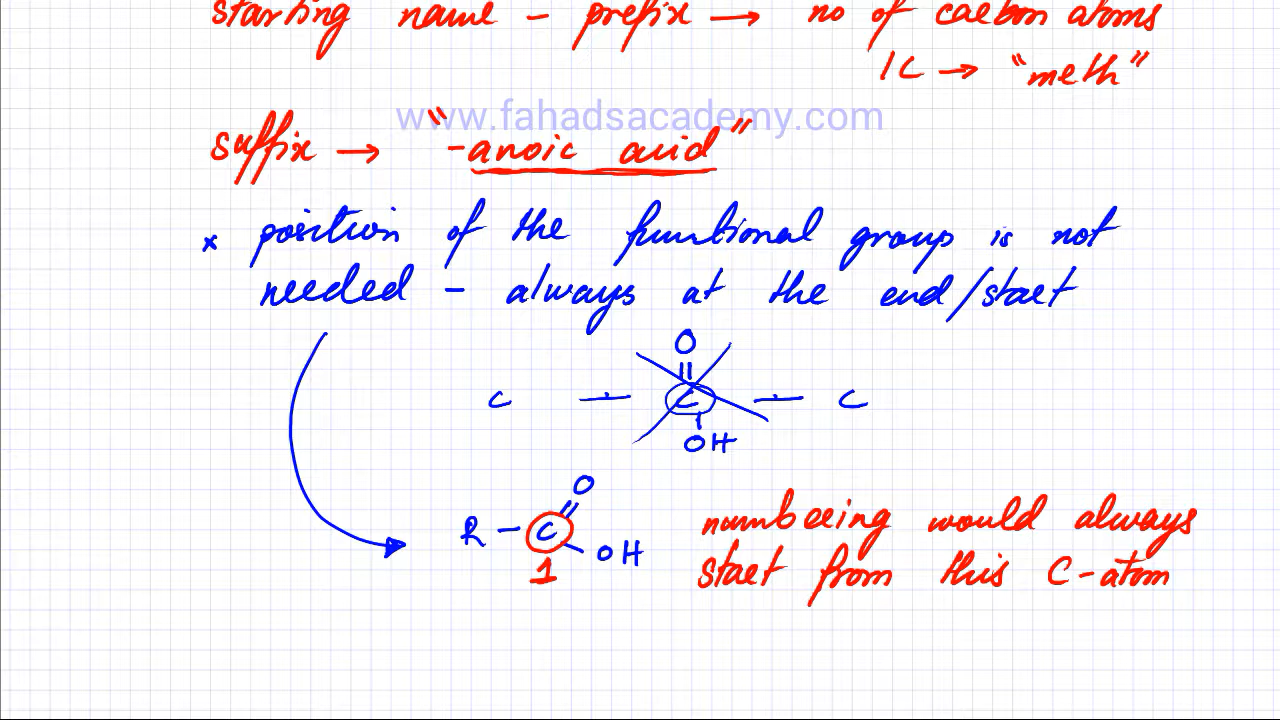 starting name - prefix → no of carbon atoms
1C → "meth"
www.fahadsacademy.com
suffix → "-anoic acid"
x position of the functional group is not
needed - always at the end/start
O
C — C — C
OH
O
R - C
OH
1
numbering would always
start from this C-atom